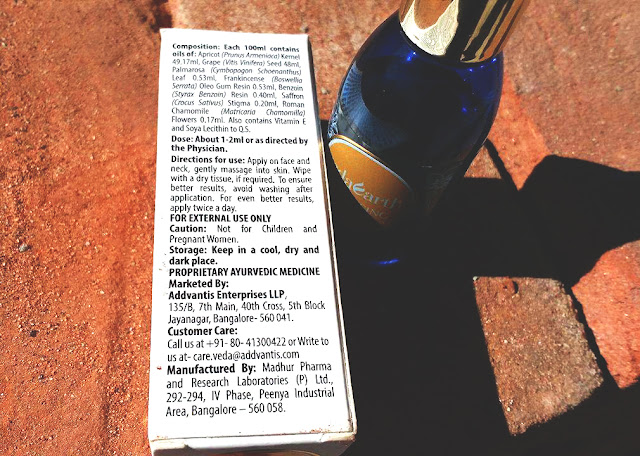 Composition: Each 100ml contains
oils of: Apricot (Prunus Armeniaca) Kernel
49.17ml, Grape (Vitis Vinifera) Seed 48ml,
Palmarosa (Cymbopogon Schoenanthus)
Leaf 0.53ml, Frankincense (Boswellia
Serrata) Oleo Gum Resin 0.53ml, Benzoin
(Styrax Benzoin) Resin 0.40ml, Saffron
(Crocus Sativus) Stigma 0.20ml, Roman
Chamomile (Matricaria Chamomilla)
Flowers 0.17ml. Also contains Vitamin E
and Soya Lecithin to Q.S.
Dose: About 1-2ml or as directed by
the Physician.
Directions for use: Apply on face and
neck, gently massage into skin. Wipe
with a dry tissue, if required. To ensure
better results, avoid washing after
application. For even better results,
apply twice a day.
FOR EXTERNAL USE ONLY
Caution: Not for Children and
Pregnant Women.
Storage: Keep in a cool, dry and
dark place.
PROPRIETARY AYURVEDIC MEDICINE
Marketed By:
Addvantis Enterprises LLP,
135/B, 7th Main, 40th Cross, 5th Block
Jayanagar, Bangalore- 560 041.
Customer Care:
Call us at +91- 80- 41300422 or Write to
us at- care.veda@addvantis.com
Manufactured By: Madhur Pharma
and Research Laboratories (P) Ltd.,
292-294, IV Phase, Peenya Industrial
Area, Bangalore – 560 058.